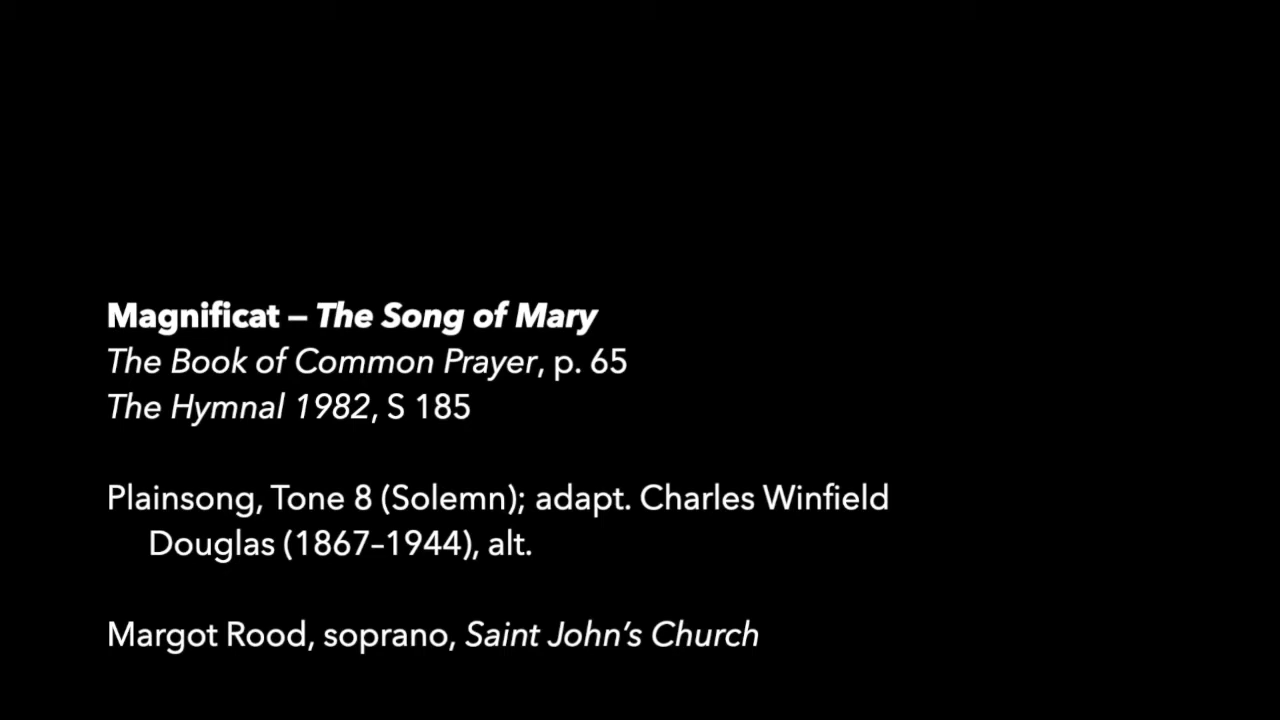 Magnificat – The Song of Mary
The Book of Common Prayer, p. 65
The Hymnal 1982, S 185
Plainsong, Tone 8 (Solemn); adapt. Charles Winfield
Douglas (1867–1944), alt.
Margot Rood, soprano, Saint John’s Church